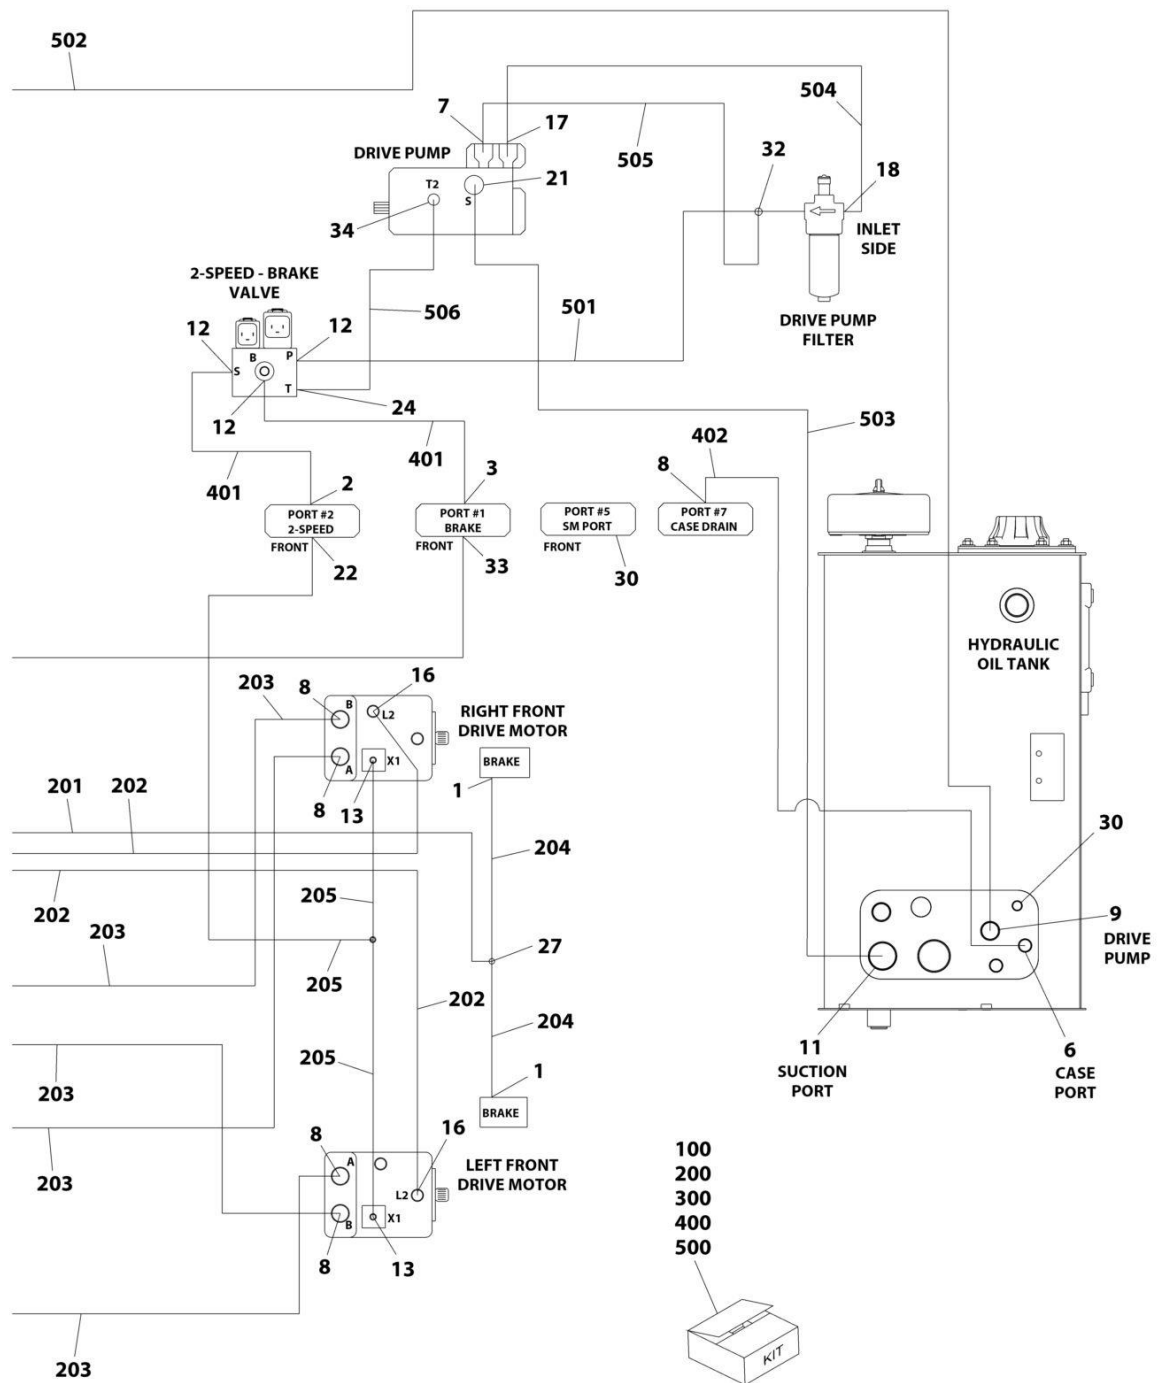 502
504
7
17
505
32
DRIVE PUMP
21
18
T2
S
34
INLET
SIDE
2-SPEED - BRAKE
VALVE
506
501
DRIVE PUMP
FILTER
12
12
B
P
S
T
12
24
503
402
401
401
3
8
2
PORT #2
2-SPEED
PORT #1
BRAKE
PORT #5
SM PORT
PORT #7
CASE DRAIN
FRONT
FRONT
FRONT
22
33
30
HYDRAULIC
OIL TANK
203
8
16
B
L2
RIGHT FRONT
DRIVE MOTOR
A
X1
BRAKE
201
202
8
13
1
30
204
205
202
203
9
DRIVE
PUMP
27
205
202
204
205
11
SUCTION
PORT
6
CASE
PORT
1
203
BRAKE
8
16
A
LEFT FRONT
DRIVE MOTOR
L2
203
B
X1
8
13
100
200
300
400
500
203
KIT